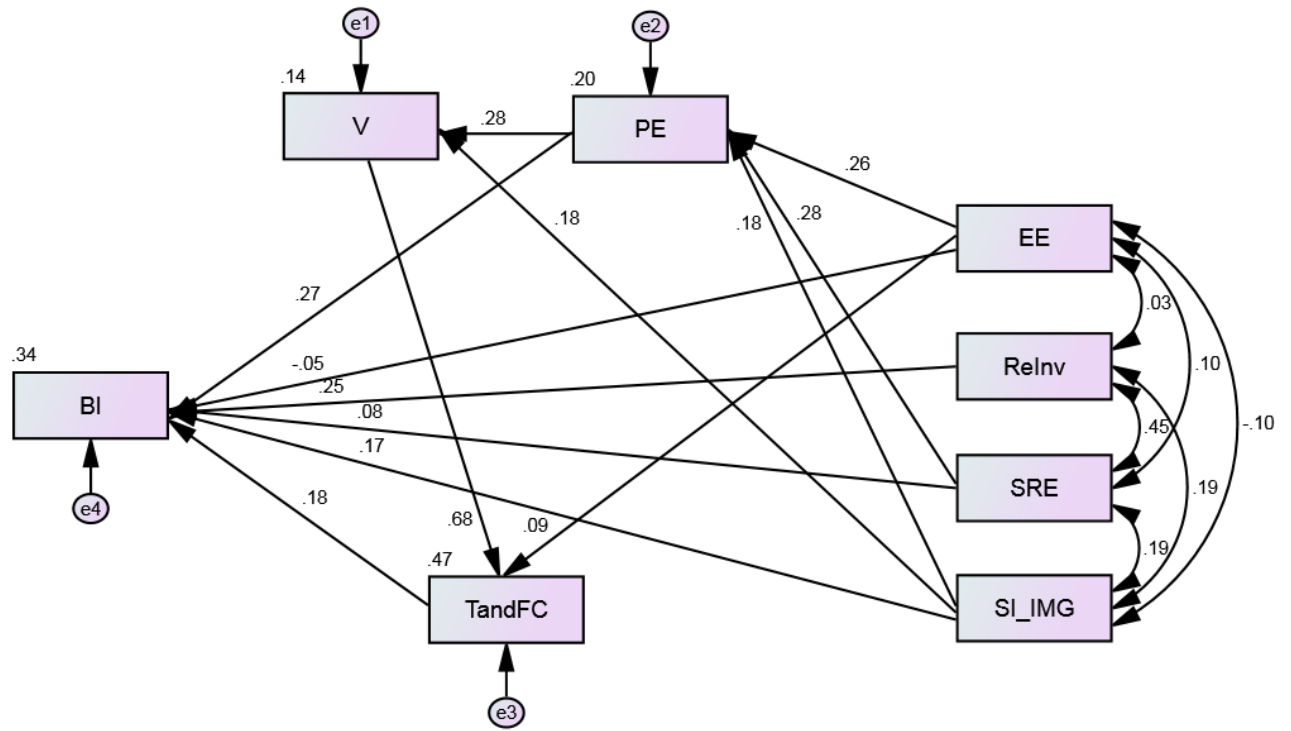 e1
e2
.14
.20
V
.28
PE
.26
.18
.18
.28
EE
.27
.03
.34
-.05
.25
ReInv
.10
BI
.08
.45
-.10
.17
SRE
.19
e4
.18
.68
.09
.19
.47
TandFC
SI_IMG
e3